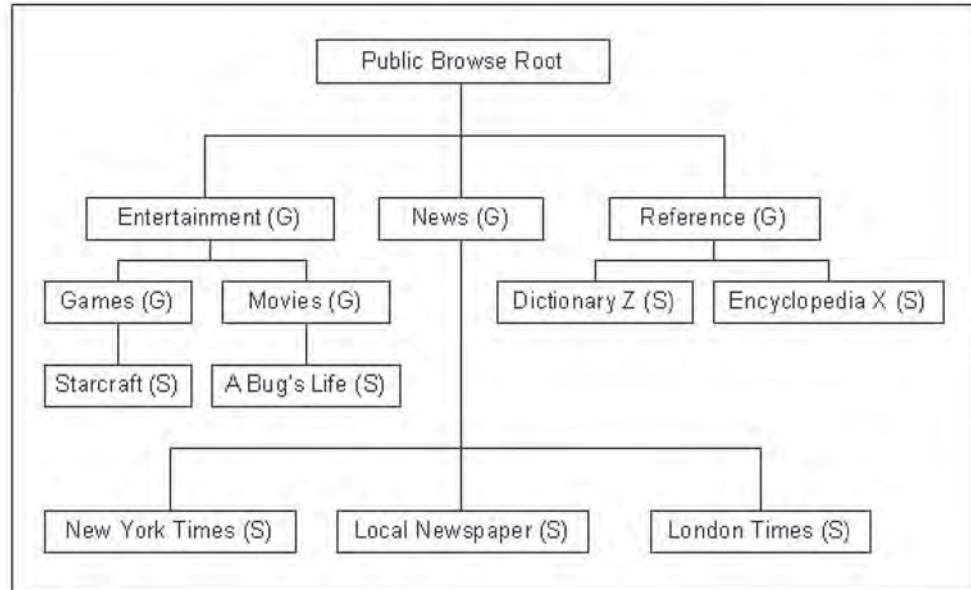 Public Browse Root
Entertainment (G)
News (G)
Reference (G)
Games (G)
Movies (G)
Dictionary Z (S)
Encyclopedia X (S)
Starcraft (S)
A Bug's Life (S)
New York Times (S)
Local Newspaper (S)
London Times (S)